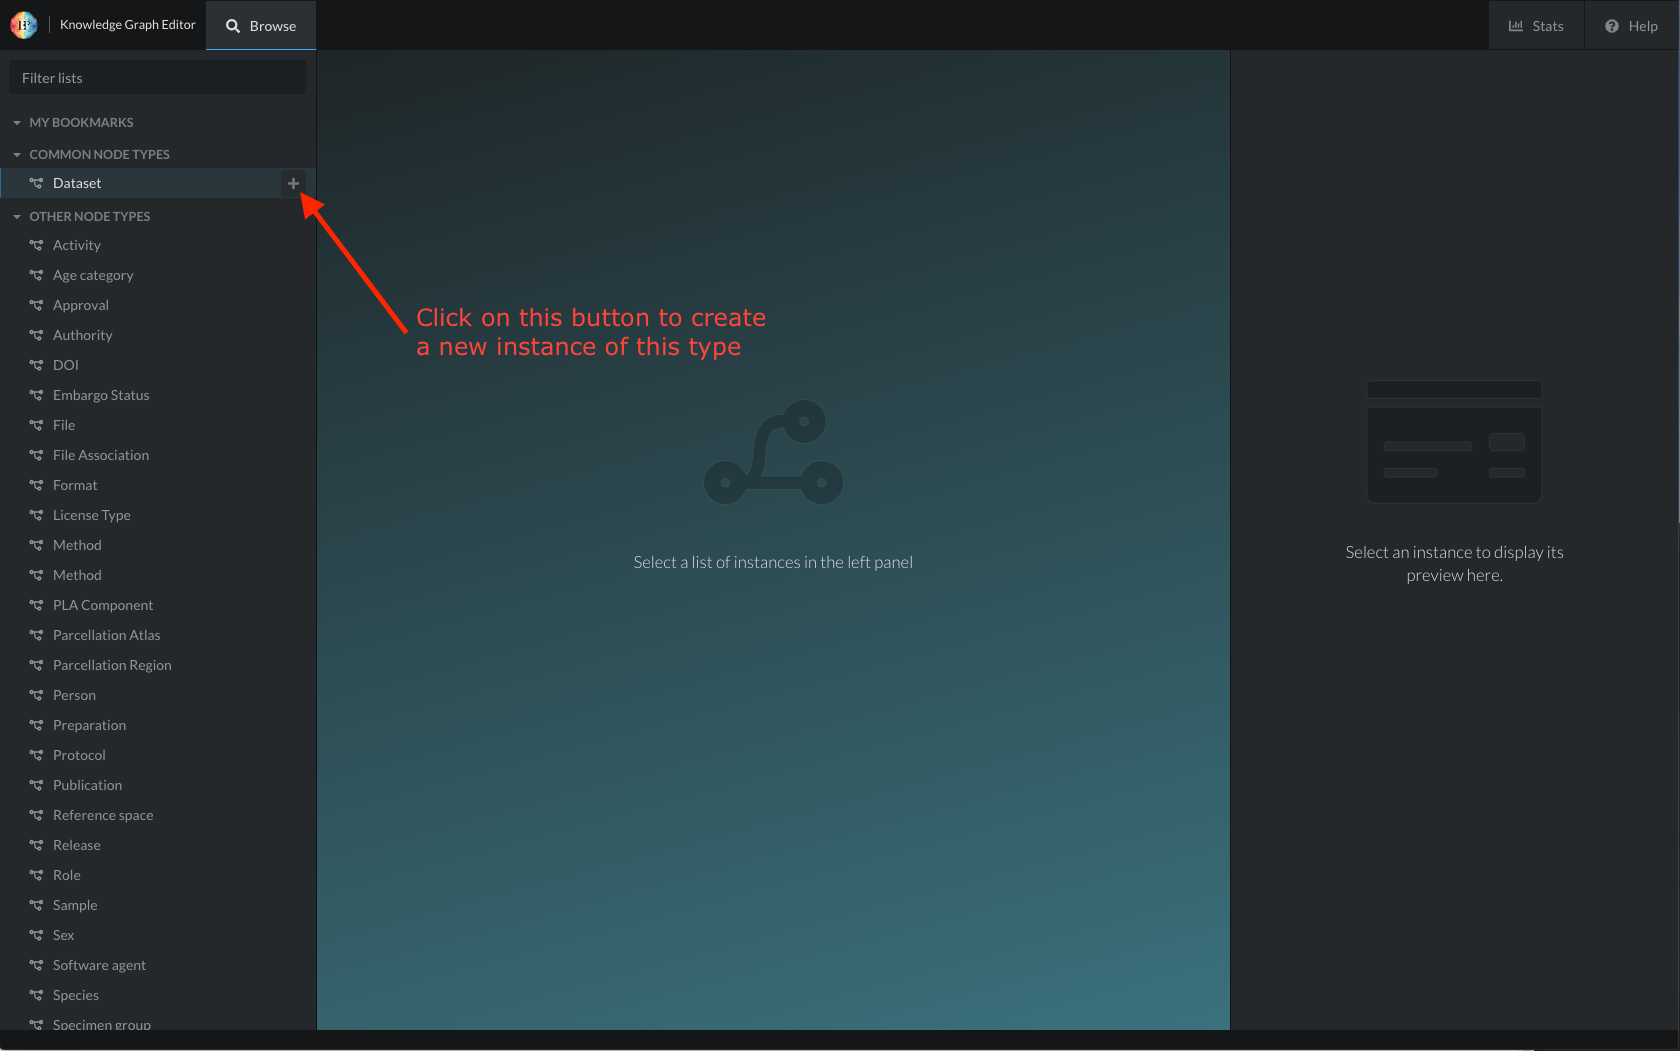 Knowledge Graph Editor
Browse
Stats
Help
Filter lists
MY BOOKMARKS
COMMON NODE TYPES
Dataset
OTHER NODE TYPES
Activity
Age category
Approval
Authority
DOI
Embargo Status
File
File Association
Format
License Type
Method
Method
PLA Component
Parcellation Atlas
Parcellation Region
Person
Preparation
Protocol
Publication
Reference space
Release
Role
Sample
Sex
Software agent
Species
Specimen group
Click on this button to create
a new instance of this type
Select a list of instances in the left panel
Select an instance to display its
preview here.